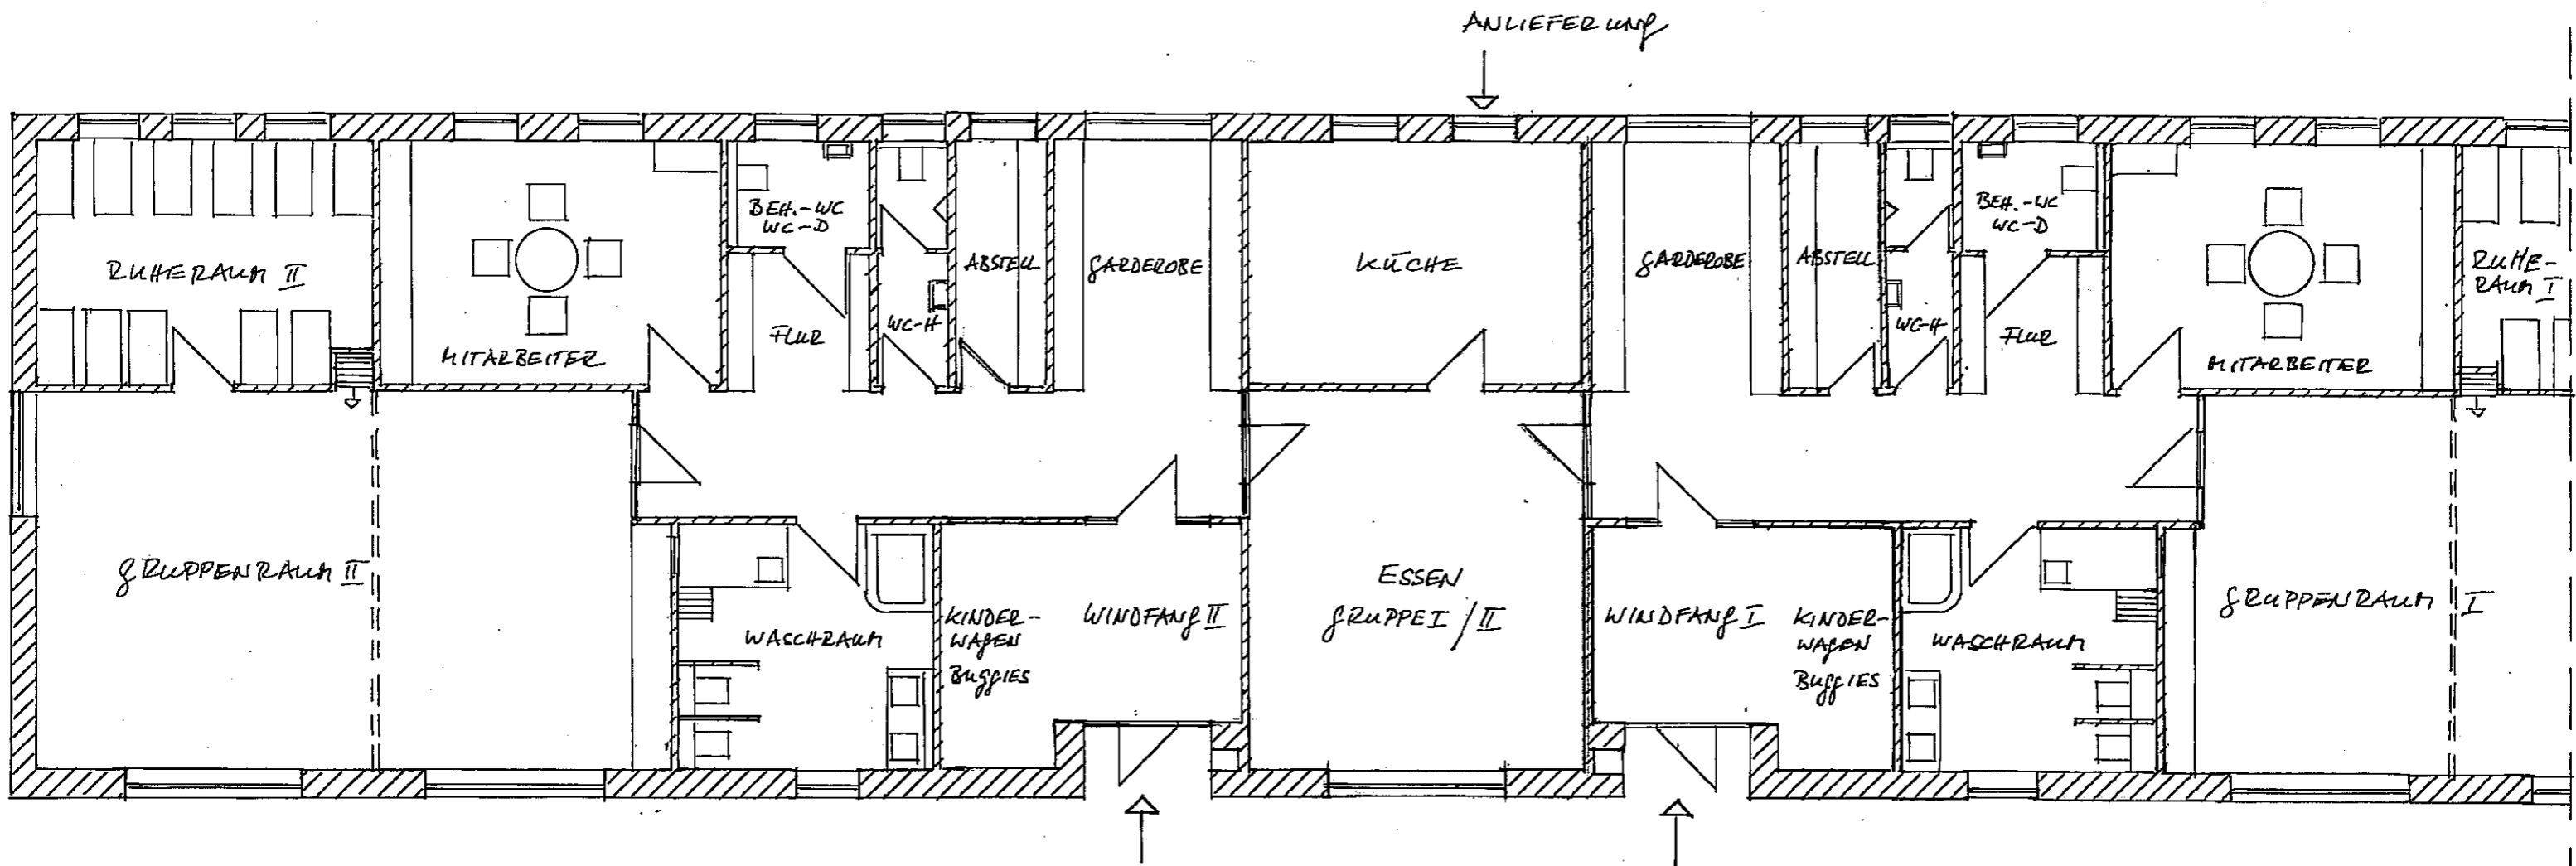 ANLIEFERUNG
BEH.-WC
WC-D
BEH.-WC
WC-D
RUHERAUM II
ABSTELL
GARDEROBE
KÜCHE
GARDEROBE
ABSTELL
RUHE-
RAUM I
MITARBEITER
FLUR
WC-H
WC-H
FLUR
MITARBEITER
GRUPPENRAUM II
WASCHRAUM
KINDER-
WAGEN
BUGGIES
WINDFANG II
ESSEN
GRUPPE I / II
WINDFANG I
KINDER-
WAGEN
BUGGIES
WASCHRAUM
GRUPPENRAUM I